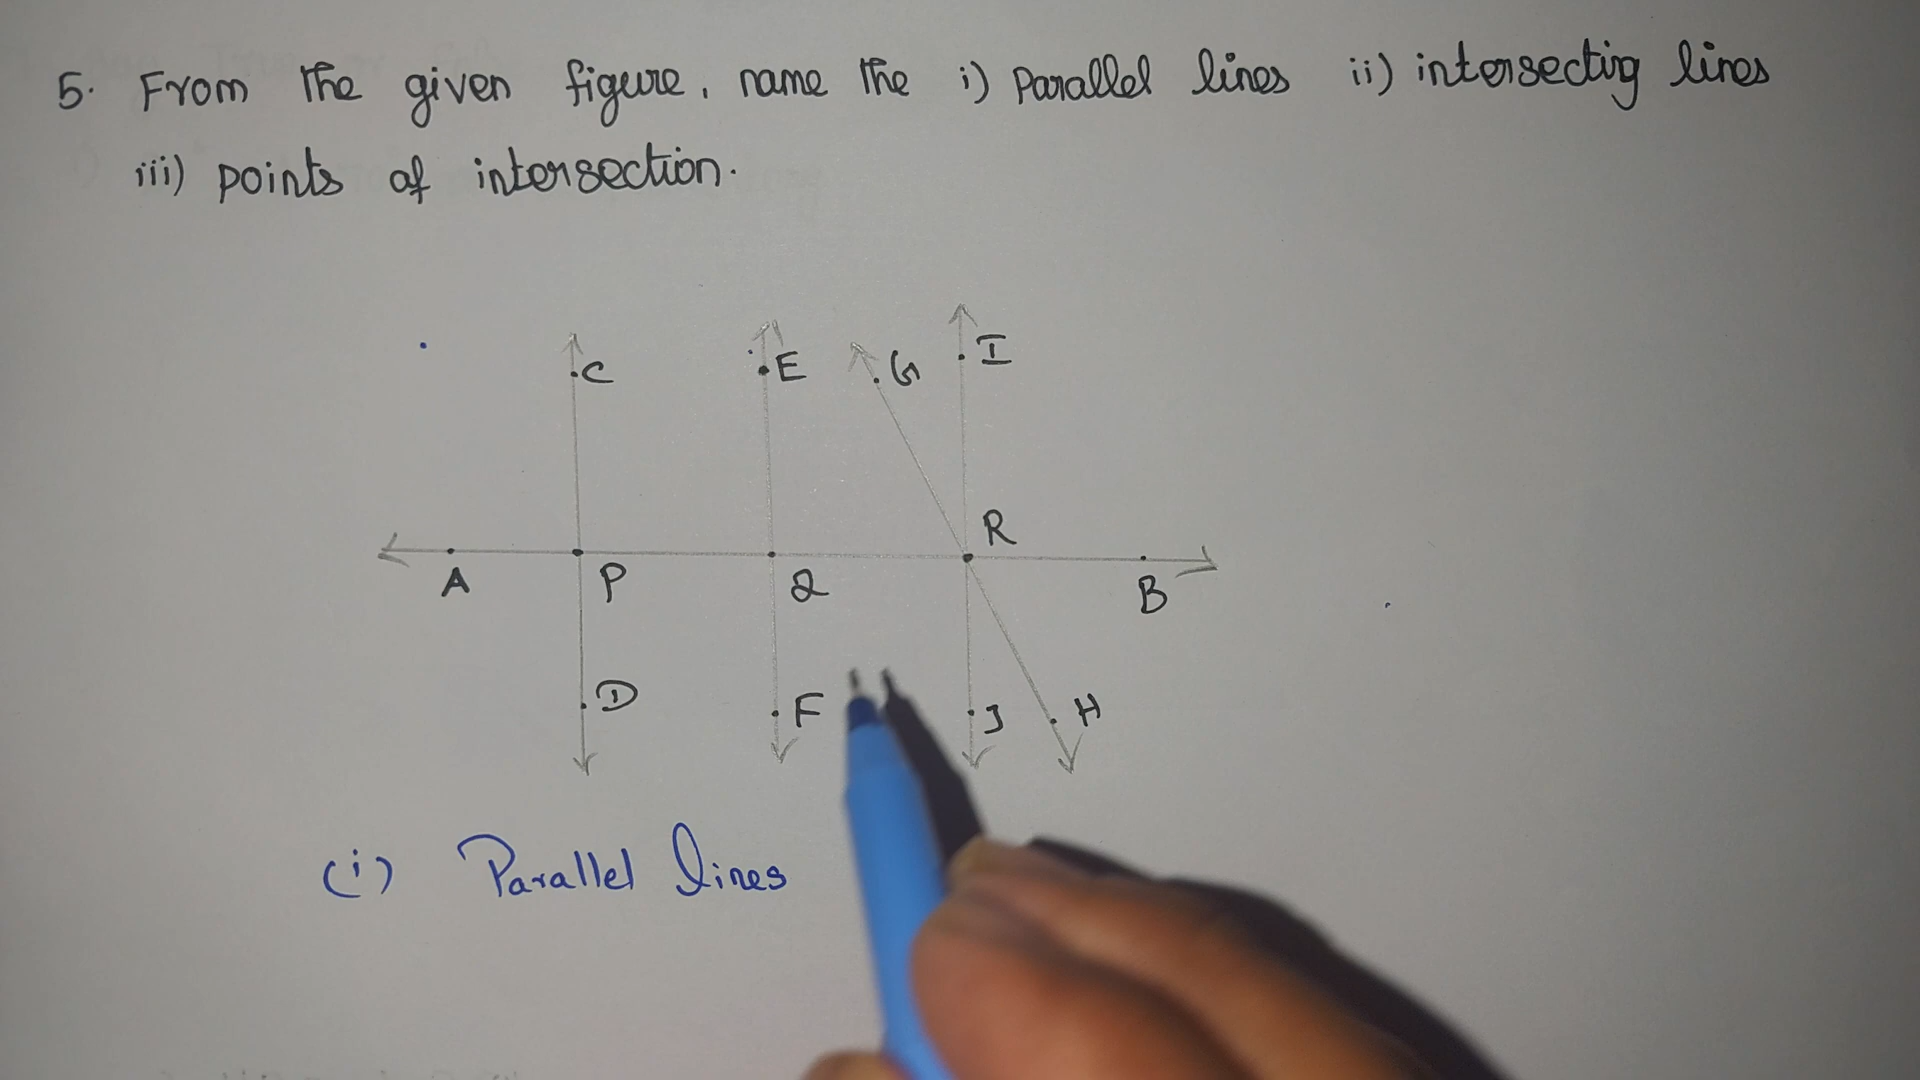 5. From the given figure, name the i) Parallel lines ii) intersecting lines
iii) points of intersection.
I
C E G
R
A P Q B
D F J H
(i) Parallel lines